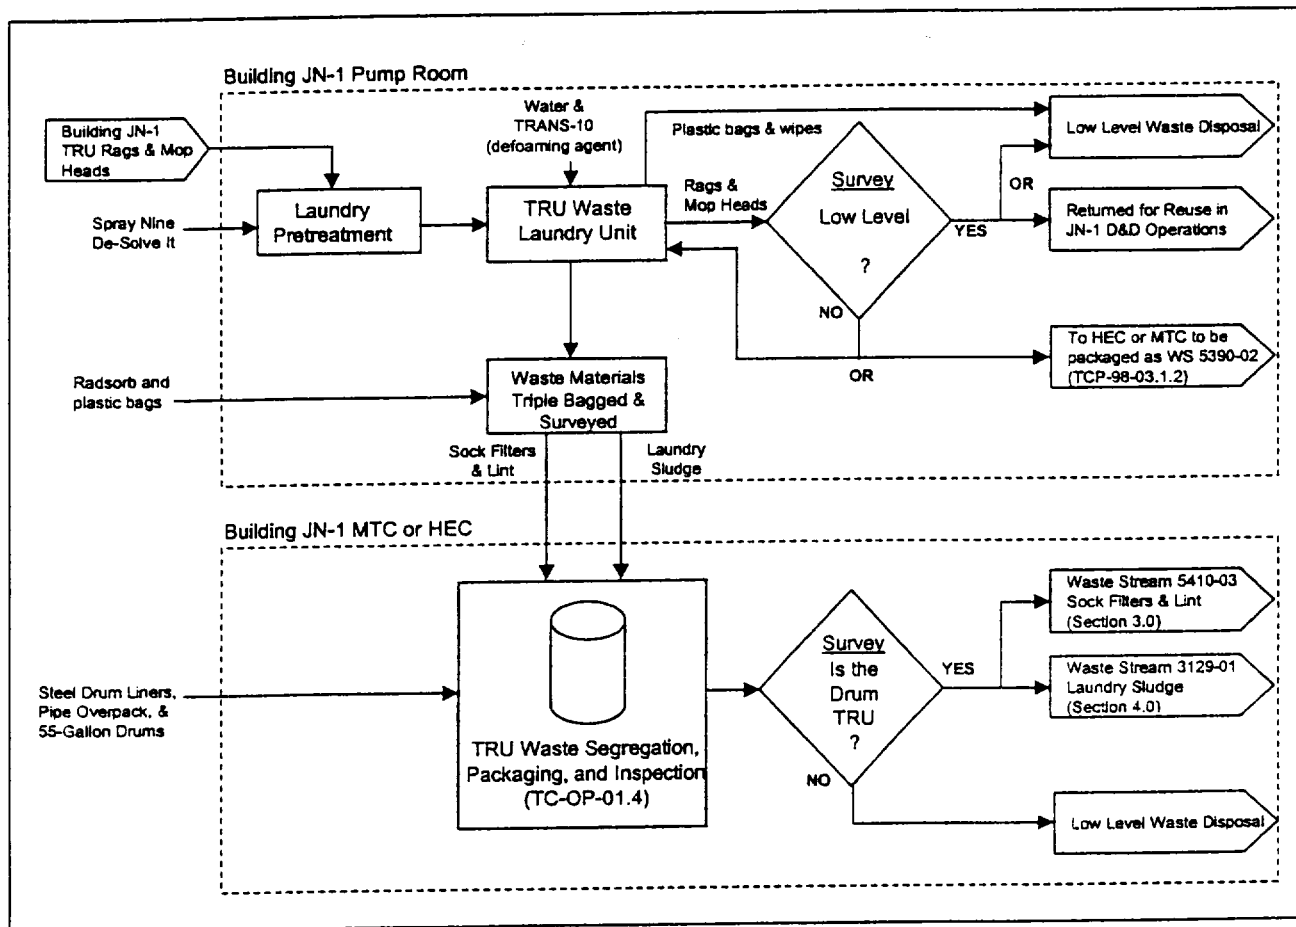 Building JN-1 Pump Room
Building JN-1
TRU Rags & Mop
Heads
Water &
TRANS-10
(defoaming agent)
Plastic bags & wipes
Low Level Waste Disposal
Spray Nine
De-Solve It
Laundry
Pretreatment
TRU Waste
Laundry Unit
Rags &
Mop Heads
Survey
Low Level
?
YES
NO
OR
Returned for Reuse in
JN-1 D&D Operations
OR
To HEC or MTC to be
packaged as WS 5390-02
(TCP-98-03.1.2)
Radsorb and
plastic bags
Waste Materials
Triple Bagged &
Surveyed
Sock Filters
& Lint
Laundry
Sludge
Building JN-1 MTC or HEC
Steel Drum Liners,
Pipe Overpack, &
55-Gallon Drums
TRU Waste Segregation,
Packaging, and Inspection
(TC-OP-01.4)
Survey
Is the
Drum
TRU
?
YES
NO
Waste Stream 5410-03
Sock Filters & Lint
(Section 3.0)
Waste Stream 3129-01
Laundry Sludge
(Section 4.0)
Low Level Waste Disposal